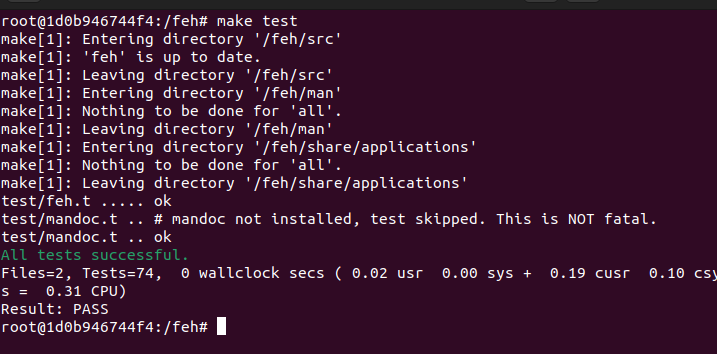 root@1d0b946744f4:/feh# make test
make[1]: Entering directory '/feh/src'
make[1]: 'feh' is up to date.
make[1]: Leaving directory '/feh/src'
make[1]: Entering directory '/feh/man'
make[1]: Nothing to be done for 'all'.
make[1]: Leaving directory '/feh/man'
make[1]: Entering directory '/feh/share/applications'
make[1]: Nothing to be done for 'all'.
make[1]: Leaving directory '/feh/share/applications'
test/feh.t ..... ok
test/mandoc.t .. # mandoc not installed, test skipped. This is NOT fatal.
test/mandoc.t .. ok
All tests successful.
Files=2, Tests=74,  0 wallclock secs ( 0.02 usr  0.00 sys +  0.19 cusr  0.10 csy
s =  0.31 CPU)
Result: PASS
root@1d0b946744f4:/feh#